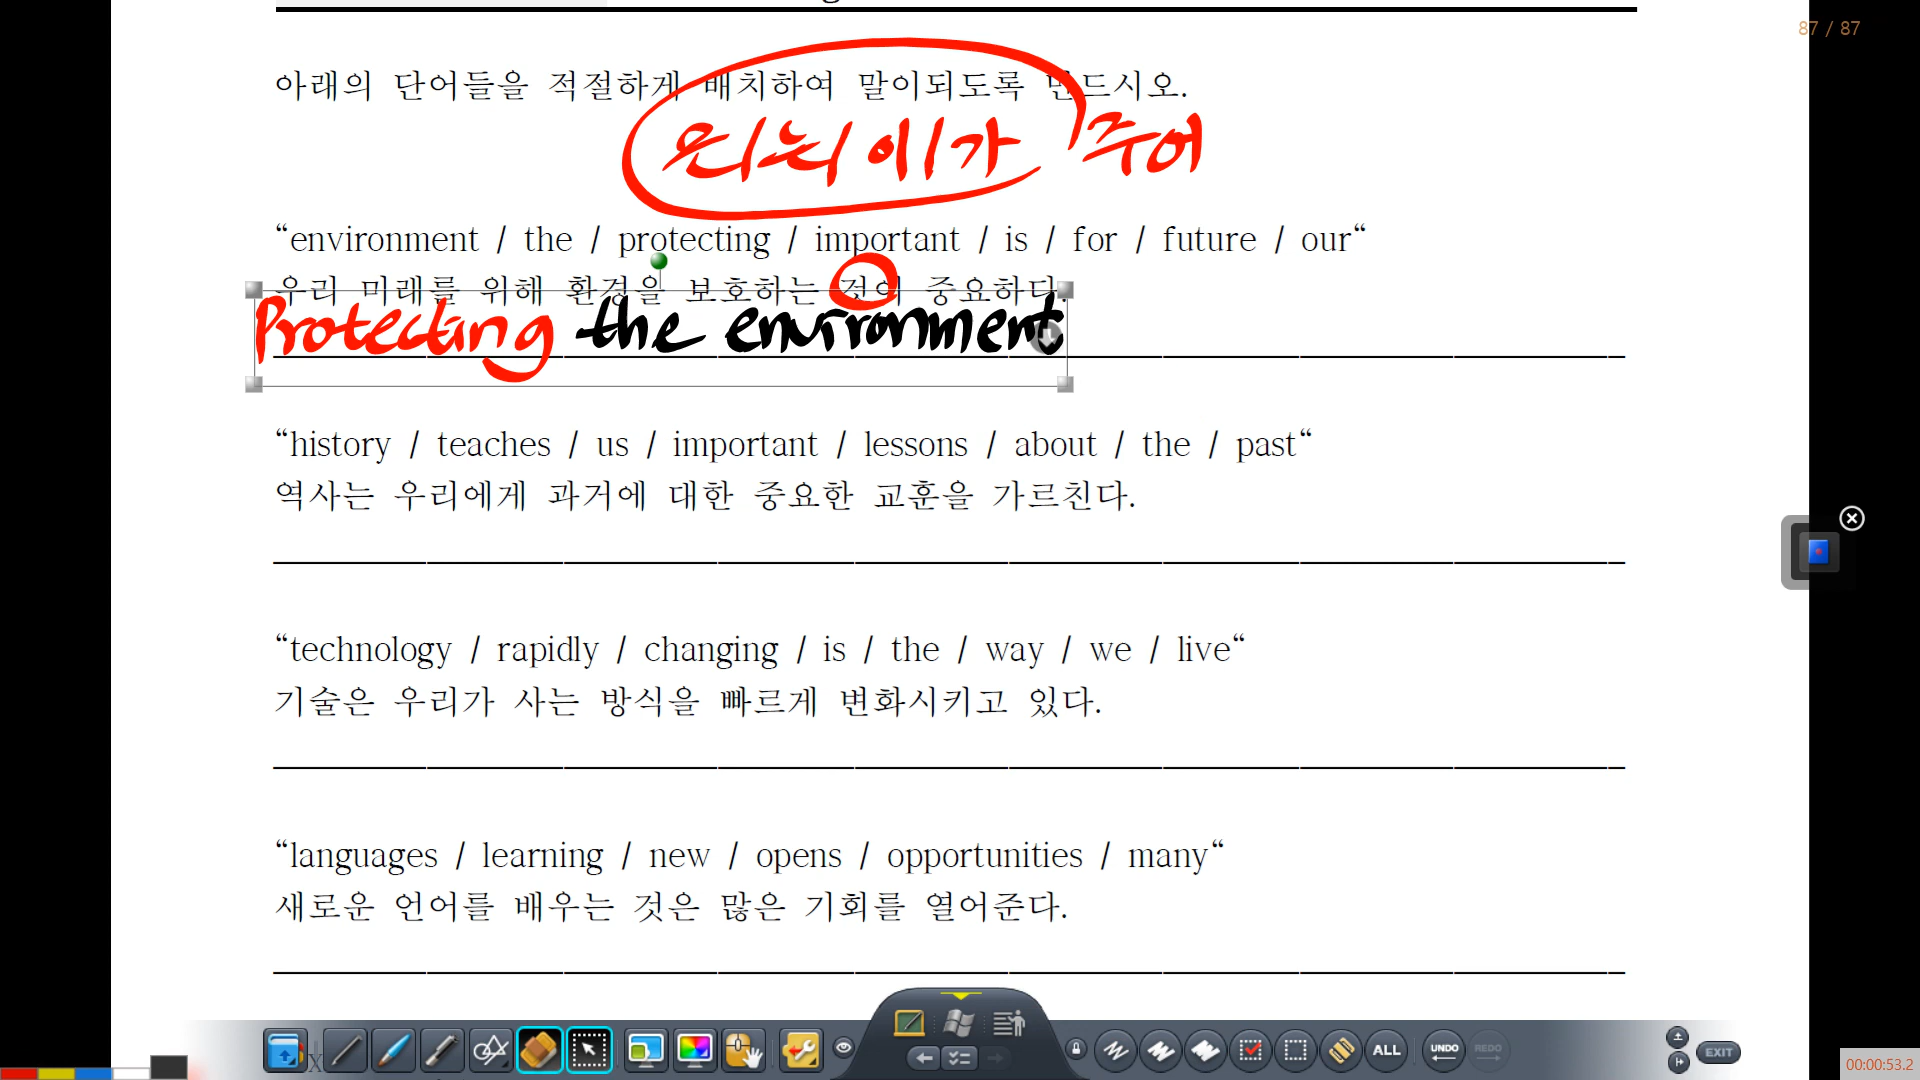 87 / 87
아래의 단어들을 적절하게 배치하여 말이되도록 만드시오.
이가 주어
“environment / the / protecting / important / is / for / future / our“
우리 미래를 위해 환경을 보호하는 것이 중요하다.
Protecting the environment
“history / teaches / us / important / lessons / about / the / past“
역사는 우리에게 과거에 대한 중요한 교훈을 가르친다.
“technology / rapidly / changing / is / the / way / we / live“
기술은 우리가 사는 방식을 빠르게 변화시키고 있다.
“languages / learning / new / opens / opportunities / many“
새로운 언어를 배우는 것은 많은 기회를 열어준다.
ALL UNDO REDO EXIT
00:00:53.2